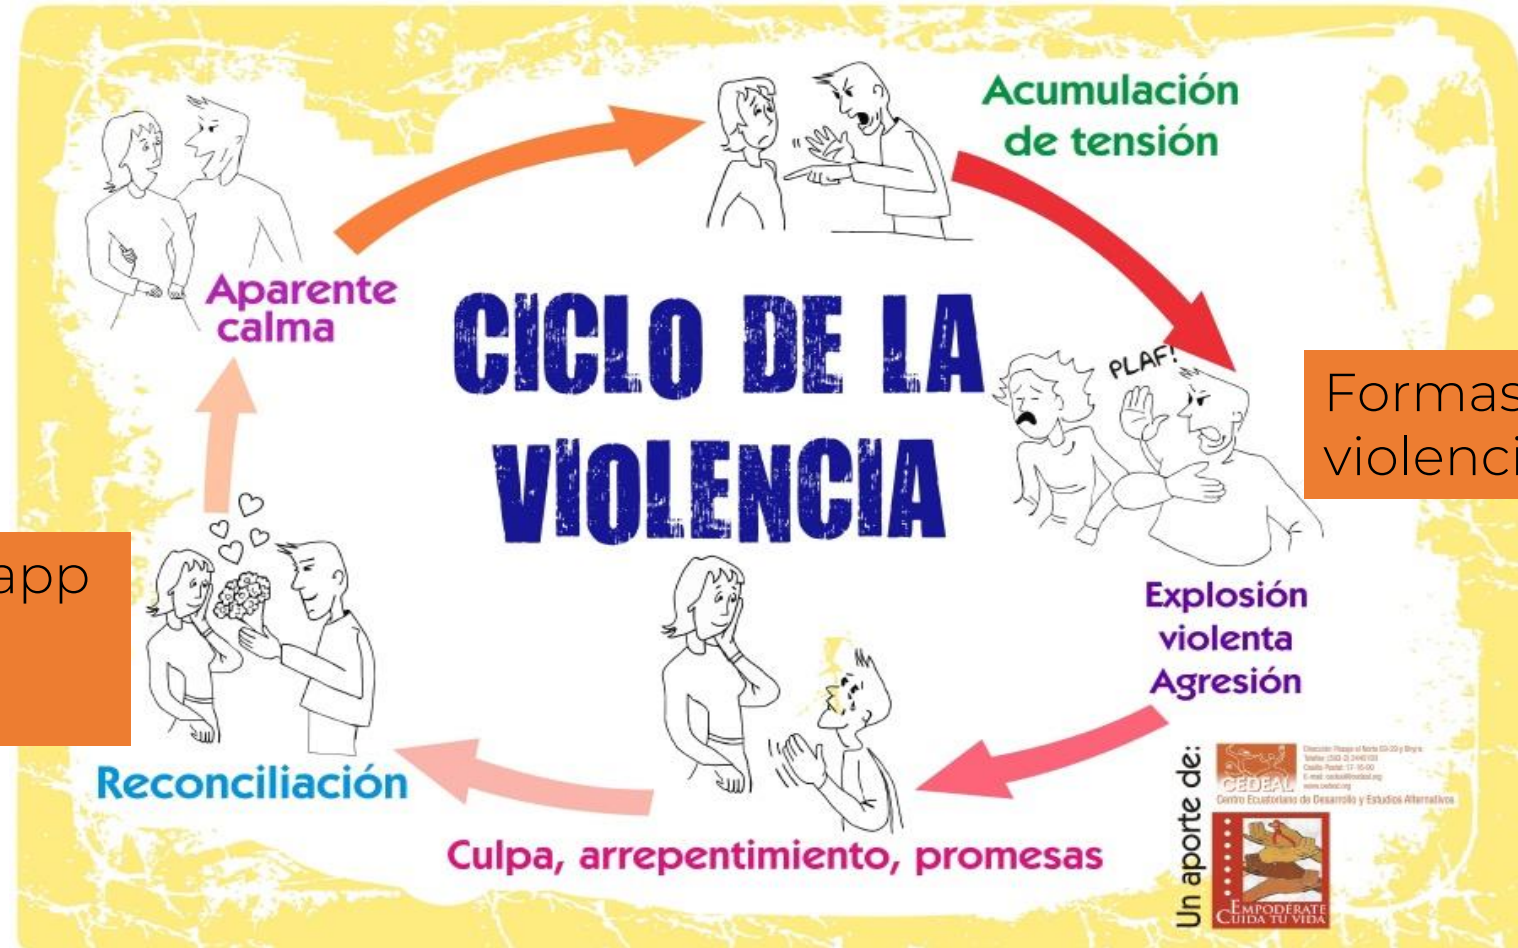 Acumulación
de tensión
Aparente
calma
CICLO DE LA
VIOLENCIA
PLAF!
Formas
violenci
app
Explosión
violenta
Agresión
Reconciliación
Culpa, arrepentimiento, promesas
Un aporte de:
CEDEAL
Centro Ecuatoriano de Desarrollo y Estudios Alternativos
EMPODÉRATE
CUIDA TU VIDA